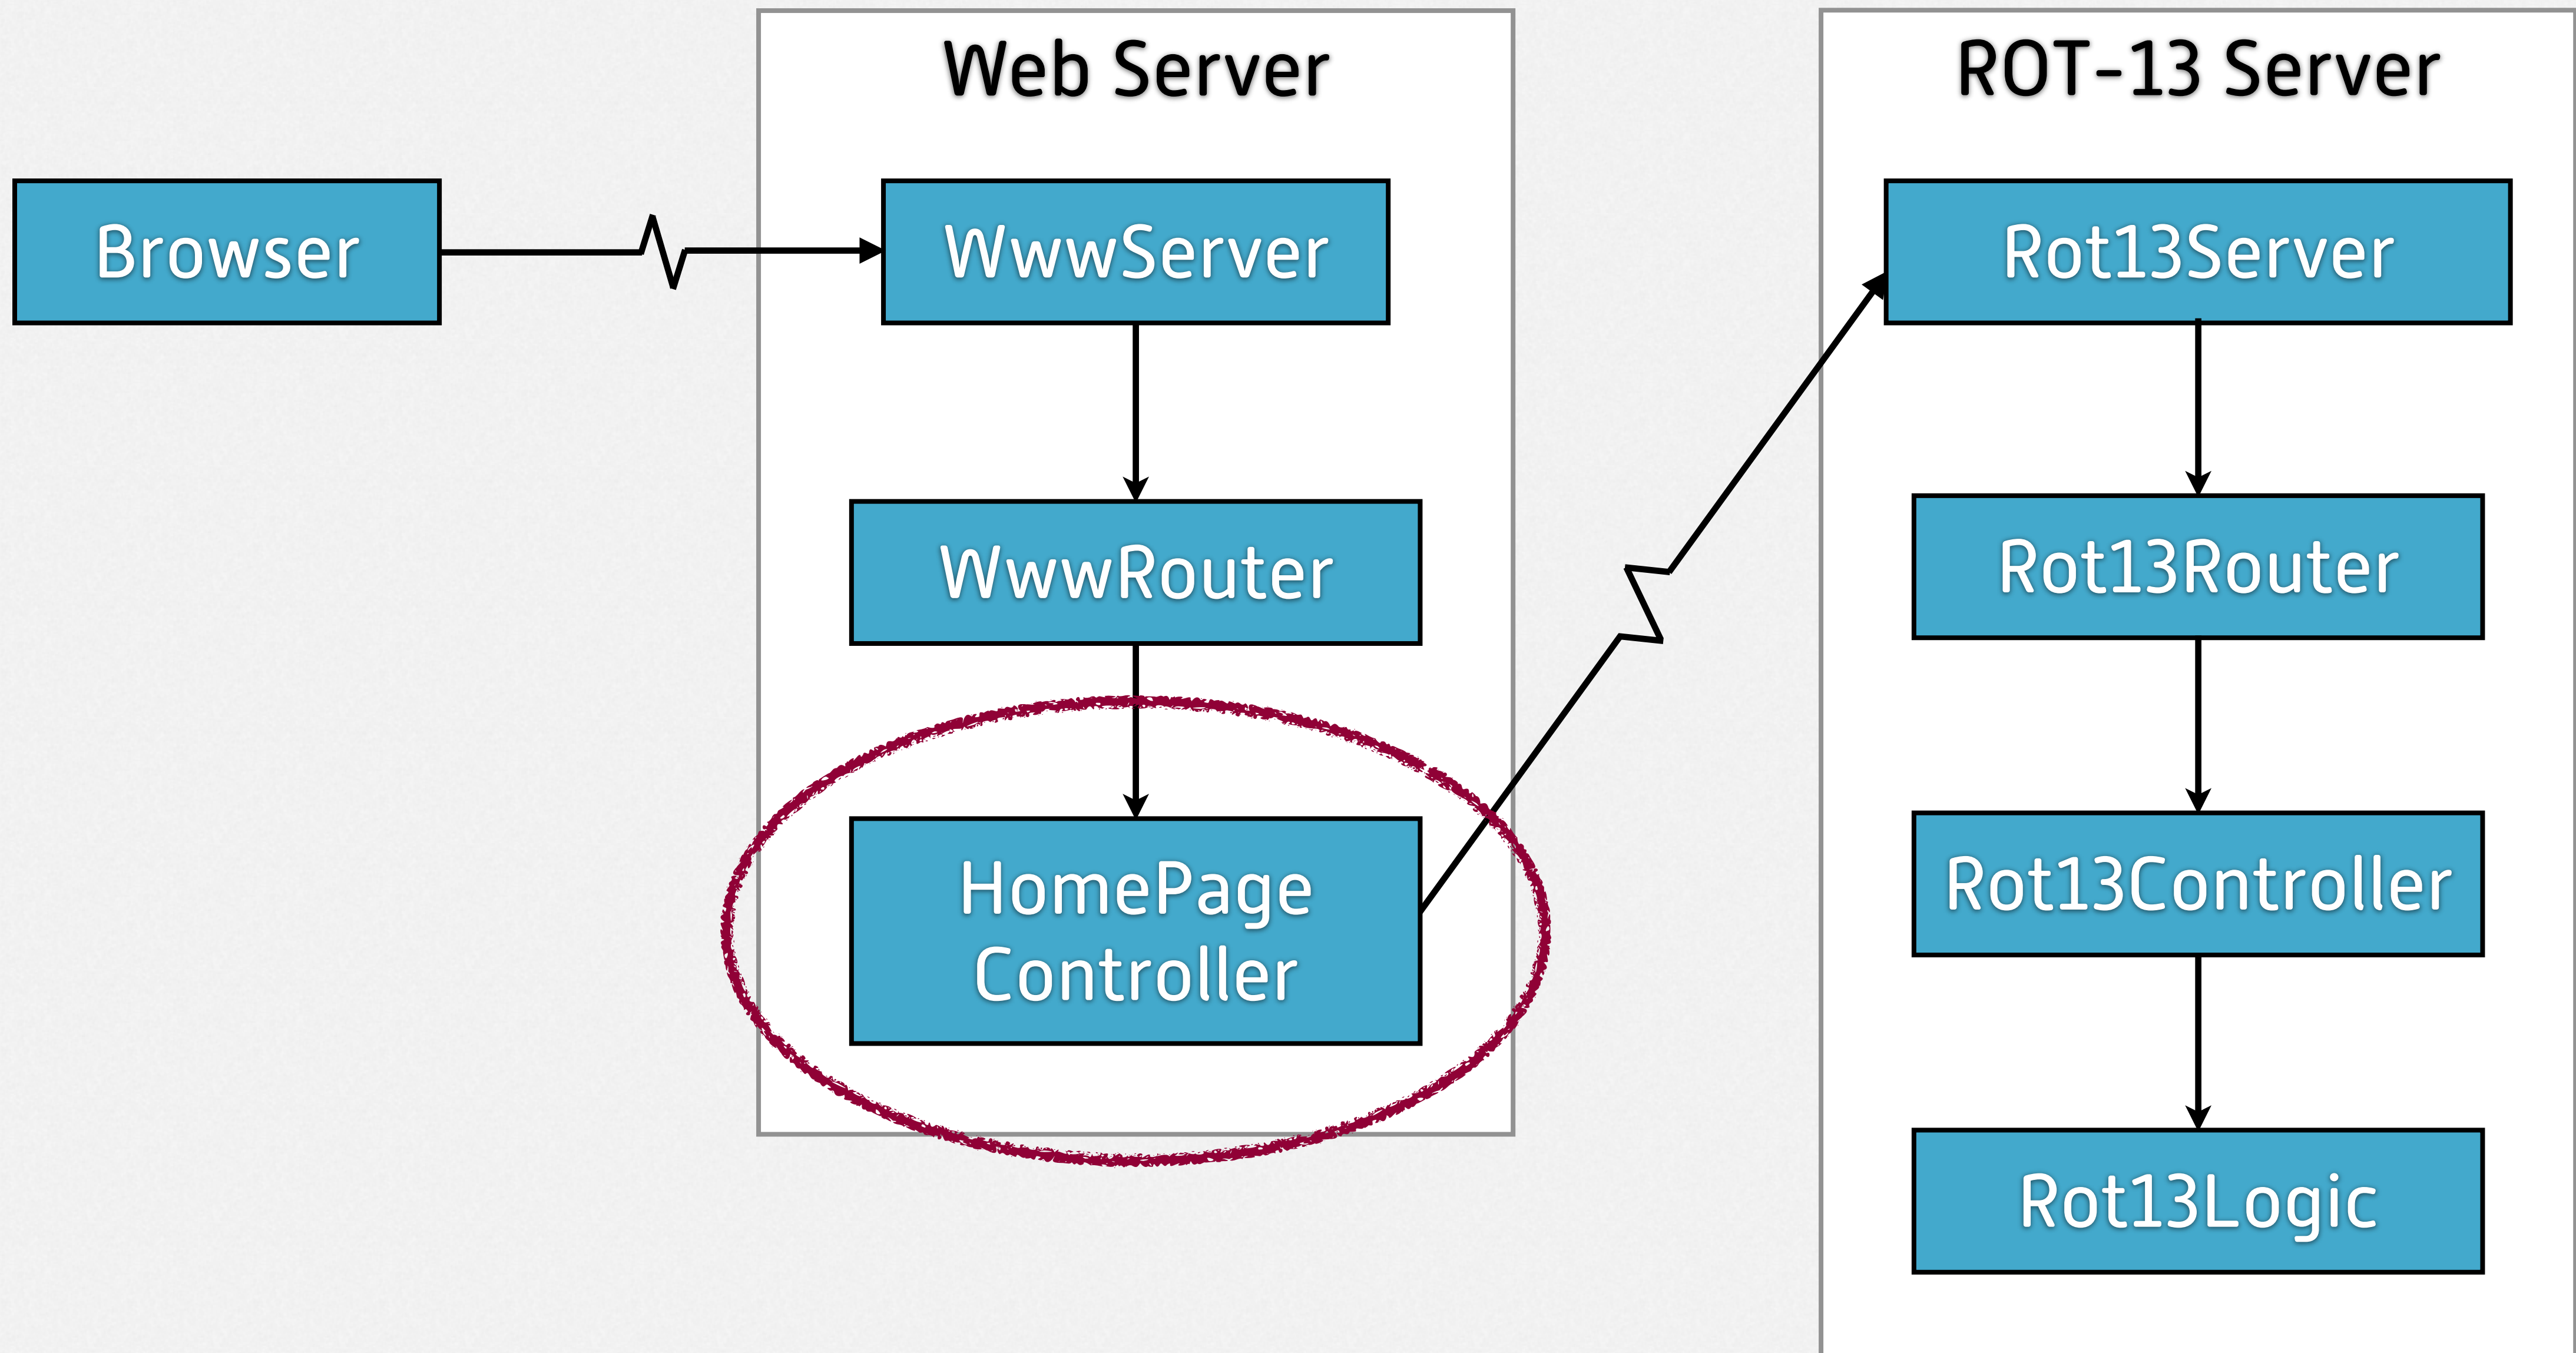 Web Server
ROT-13 Server
Browser
WwwServer
Rot13Server
WwwRouter
Rot13Router
HomePage
Controller
Rot13Controller
Rot13Logic